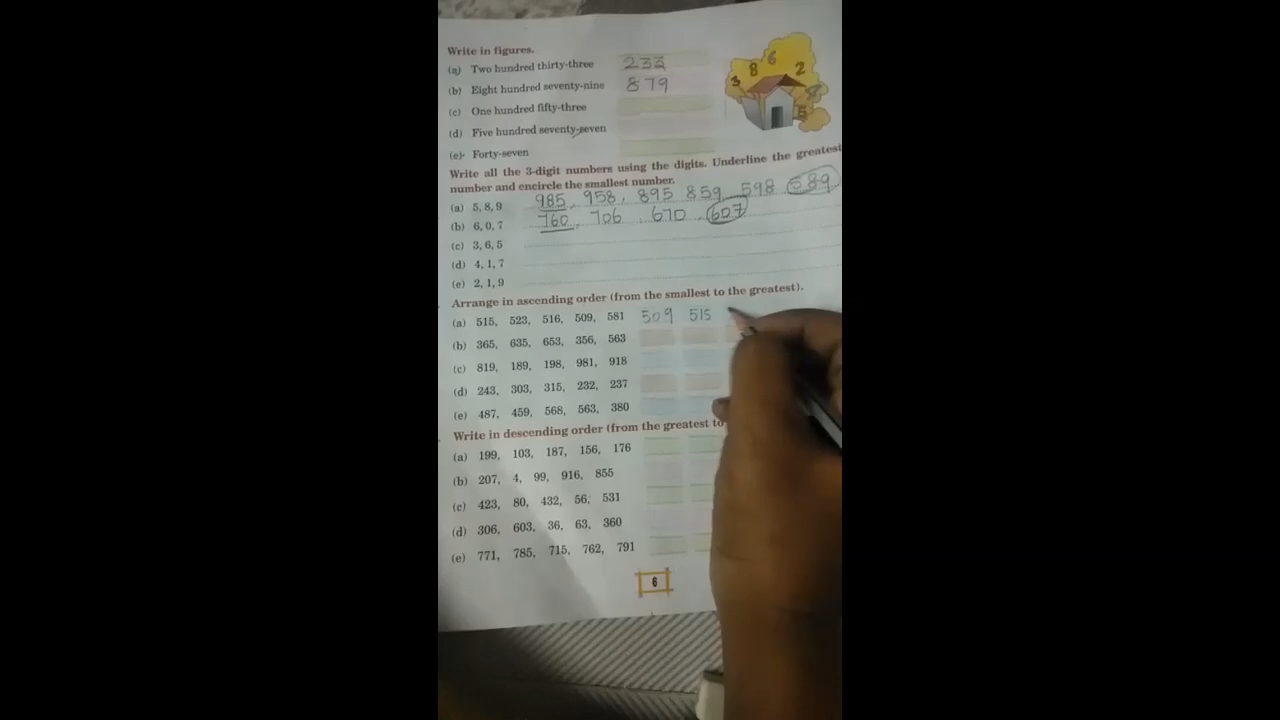 Write in figures.
(a) Two hundred thirty-three 233
(b) Eight hundred seventy-nine 879
(c) One hundred fifty-three
(d) Five hundred seventy-seven
(e) Forty-seven
3 8 6 2 5
Write all the 3-digit numbers using the digits. Underline the greatest
number and encircle the smallest number.
(a) 5, 8, 9 985, 958, 895 859, 598 589
(b) 6, 0, 7 760, 706, 670, 607
(c) 3, 6, 5
(d) 4, 1, 7
(e) 2, 1, 9
Arrange in ascending order (from the smallest to the greatest).
(a) 515, 523, 516, 509, 581 509 515
(b) 365, 635, 653, 356, 563
(c) 819, 189, 198, 981, 918
(d) 243, 303, 315, 232, 237
(e) 487, 459, 568, 563, 380
Write in descending order (from the greatest to
(a) 199, 103, 187, 156, 176
(b) 207, 4, 99, 916, 855
(c) 423, 80, 432, 56, 531
(d) 306, 603, 36, 63, 360
(e) 771, 785, 715, 762, 791
6